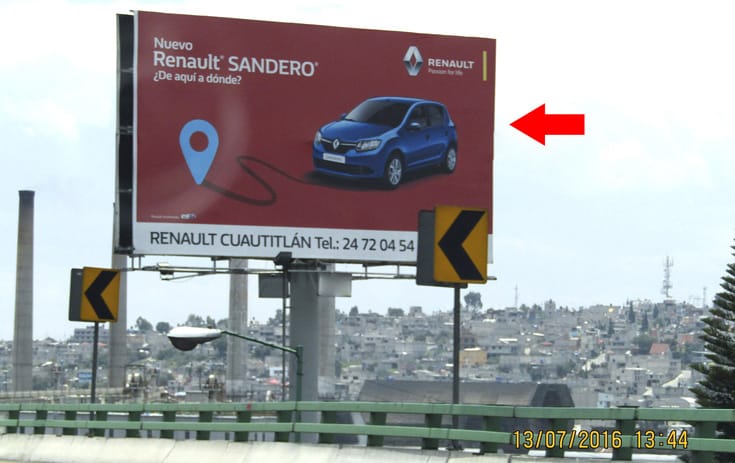 Nuevo
Renault® SANDERO®
¿De aquí a dónde?
RENAULT
Passion for life
RENAULT CUAUTITLÁN Tel.: 24 72 04 54
13/07/2016 13:44